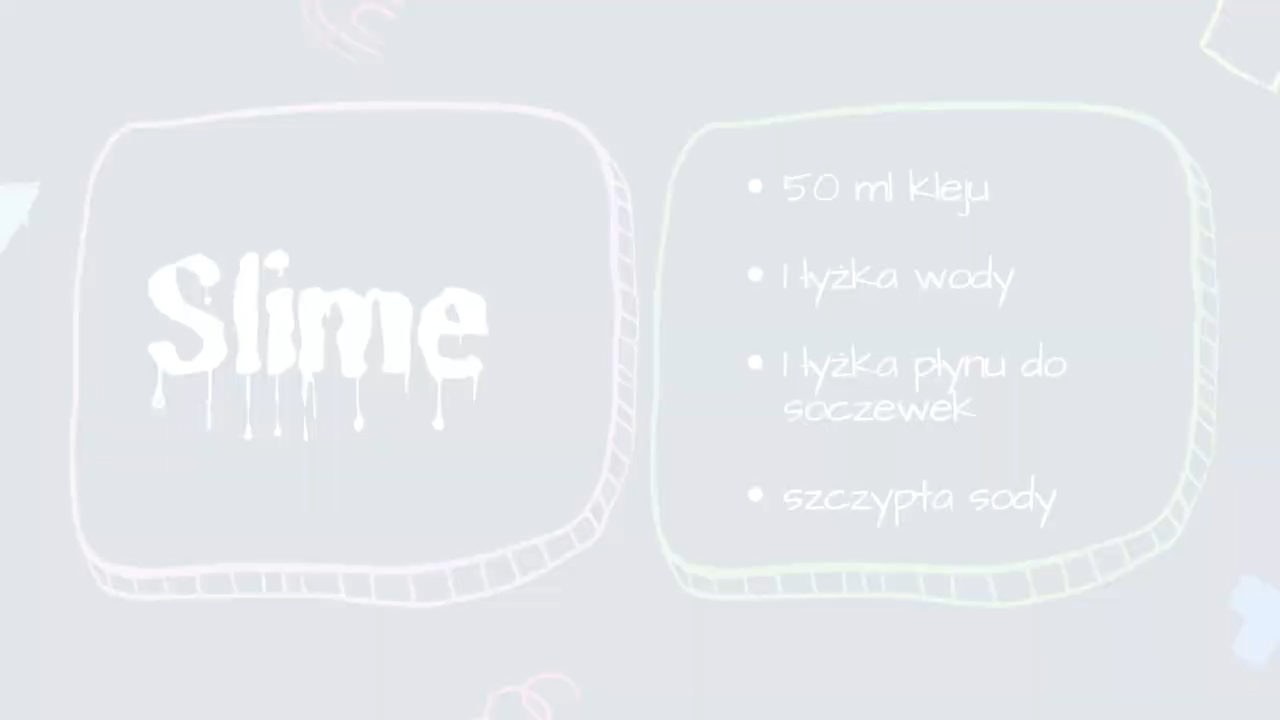 Slime
• 50 ml kleju
• 1 łyżka wody
• 1 łyżka płynu do
soczewek
• szczypta sody